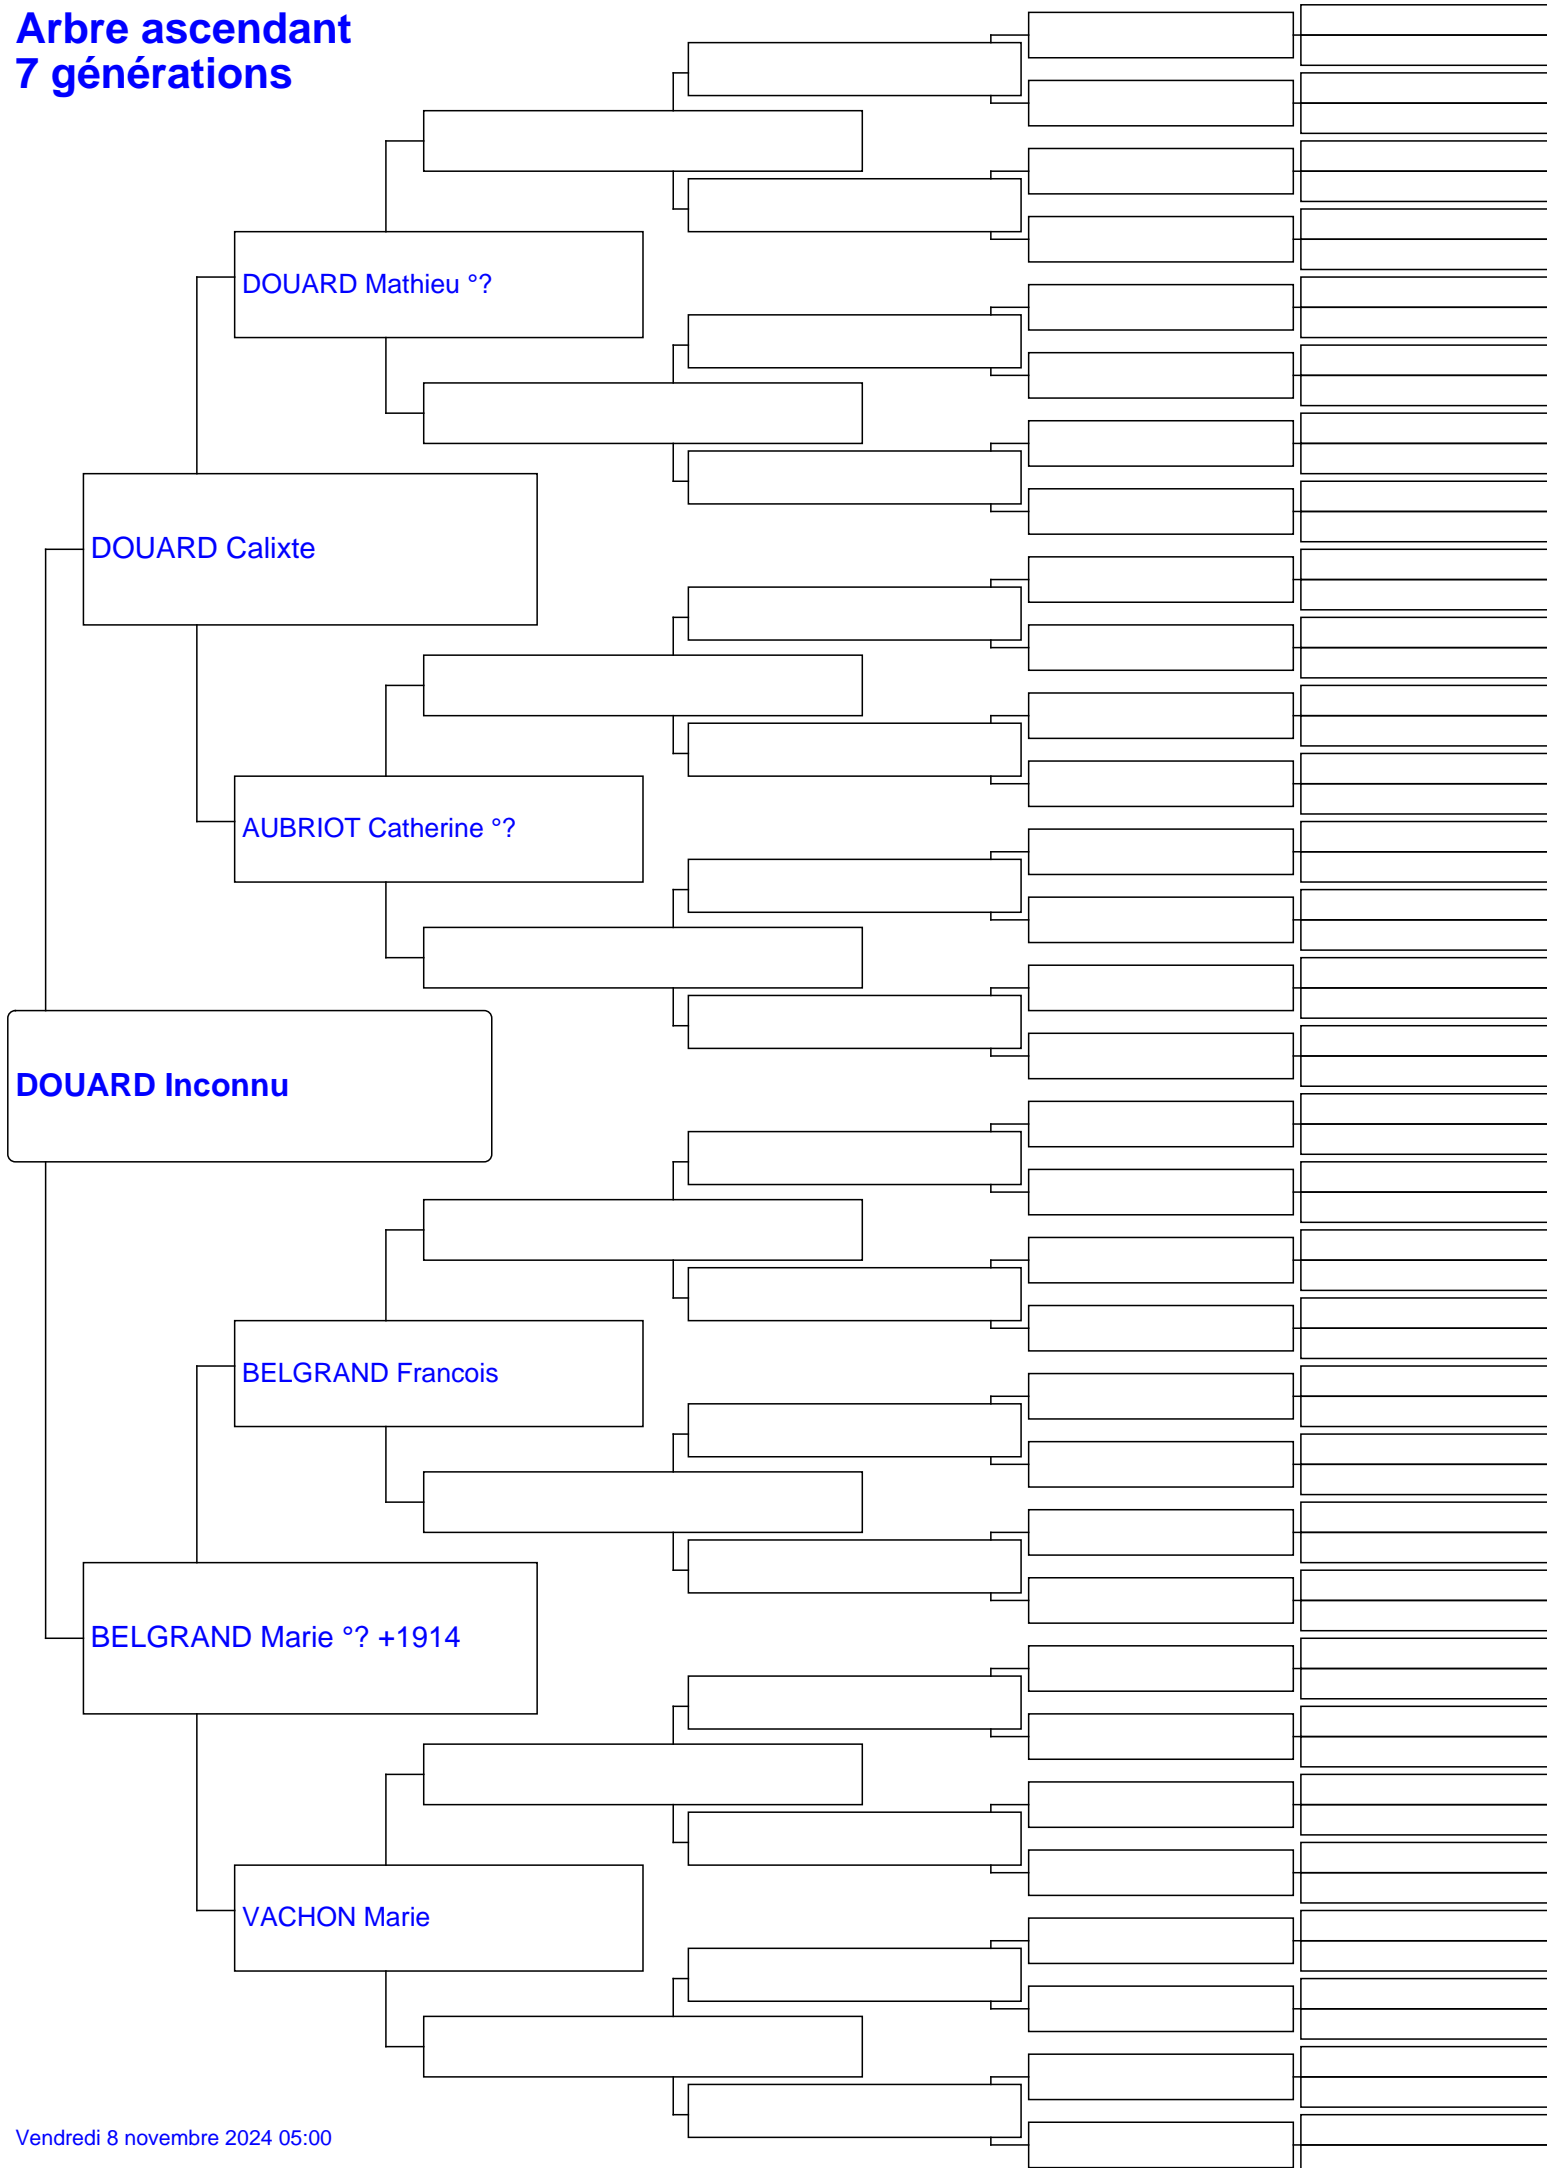 Arbre ascendant
7 générations
DOUARD Mathieu °?
DOUARD Calixte
AUBRIOT Catherine °?
DOUARD Inconnu
BELGRAND Francois
BELGRAND Marie °? +1914
VACHON Marie
Vendredi 8 novembre 2024 05:00